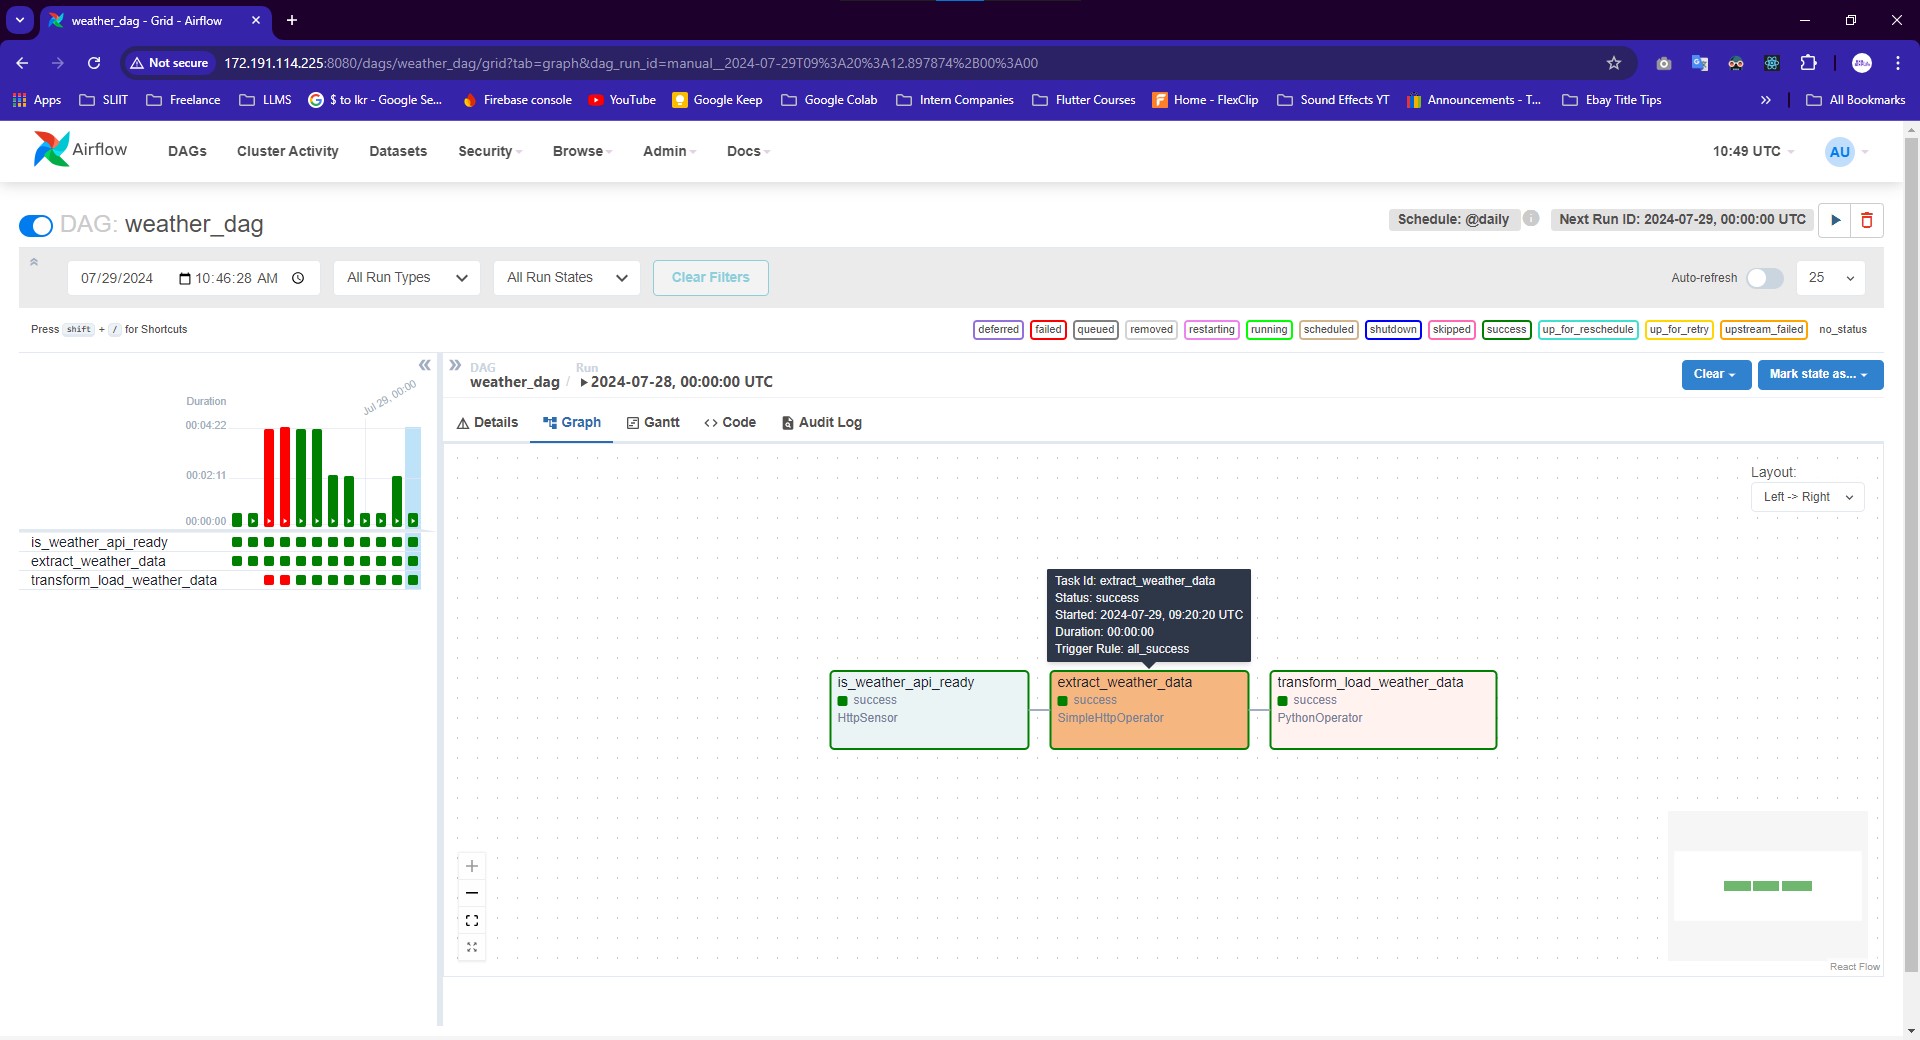 weather_dag - Grid - Airflow
Not secure 172.191.114.225:8080/dags/weather_dag/grid?tab=graph&dag_run_id=manual__2024-07-29T09%3A20%3A12.897874%2B00%3A00
Apps SLIIT Freelance LLMS $ to lkr - Google Se... Firebase console YouTube Google Keep Google Colab Intern Companies Flutter Courses Home - FlexClip Sound Effects YT Announcements - T... Ebay Title Tips » All Bookmarks
Airflow DAGs Cluster Activity Datasets Security Browse Admin Docs 10:49 UTC AU
DAG: weather_dag Schedule: @daily Next Run ID: 2024-07-29, 00:00:00 UTC
07/29/2024 10:46:28 AM All Run Types All Run States Clear Filters Auto-refresh 25
Press shift + / for Shortcuts deferred failed queued removed restarting running scheduled shutdown skipped success up_for_reschedule up_for_retry upstream_failed no_status
DAG Run
weather_dag / 2024-07-28, 00:00:00 UTC Clear Mark state as...
Details Graph Gantt Code Audit Log
Duration
Jul 29, 00:00
00:04:22
00:02:11
00:00:00
is_weather_api_ready
extract_weather_data
transform_load_weather_data
Layout:
Left -> Right
Task Id: extract_weather_data
Status: success
Started: 2024-07-29, 09:20:20 UTC
Duration: 00:00:00
Trigger Rule: all_success
is_weather_api_ready
success
HttpSensor
extract_weather_data
success
SimpleHttpOperator
transform_load_weather_data
success
PythonOperator
React Flow